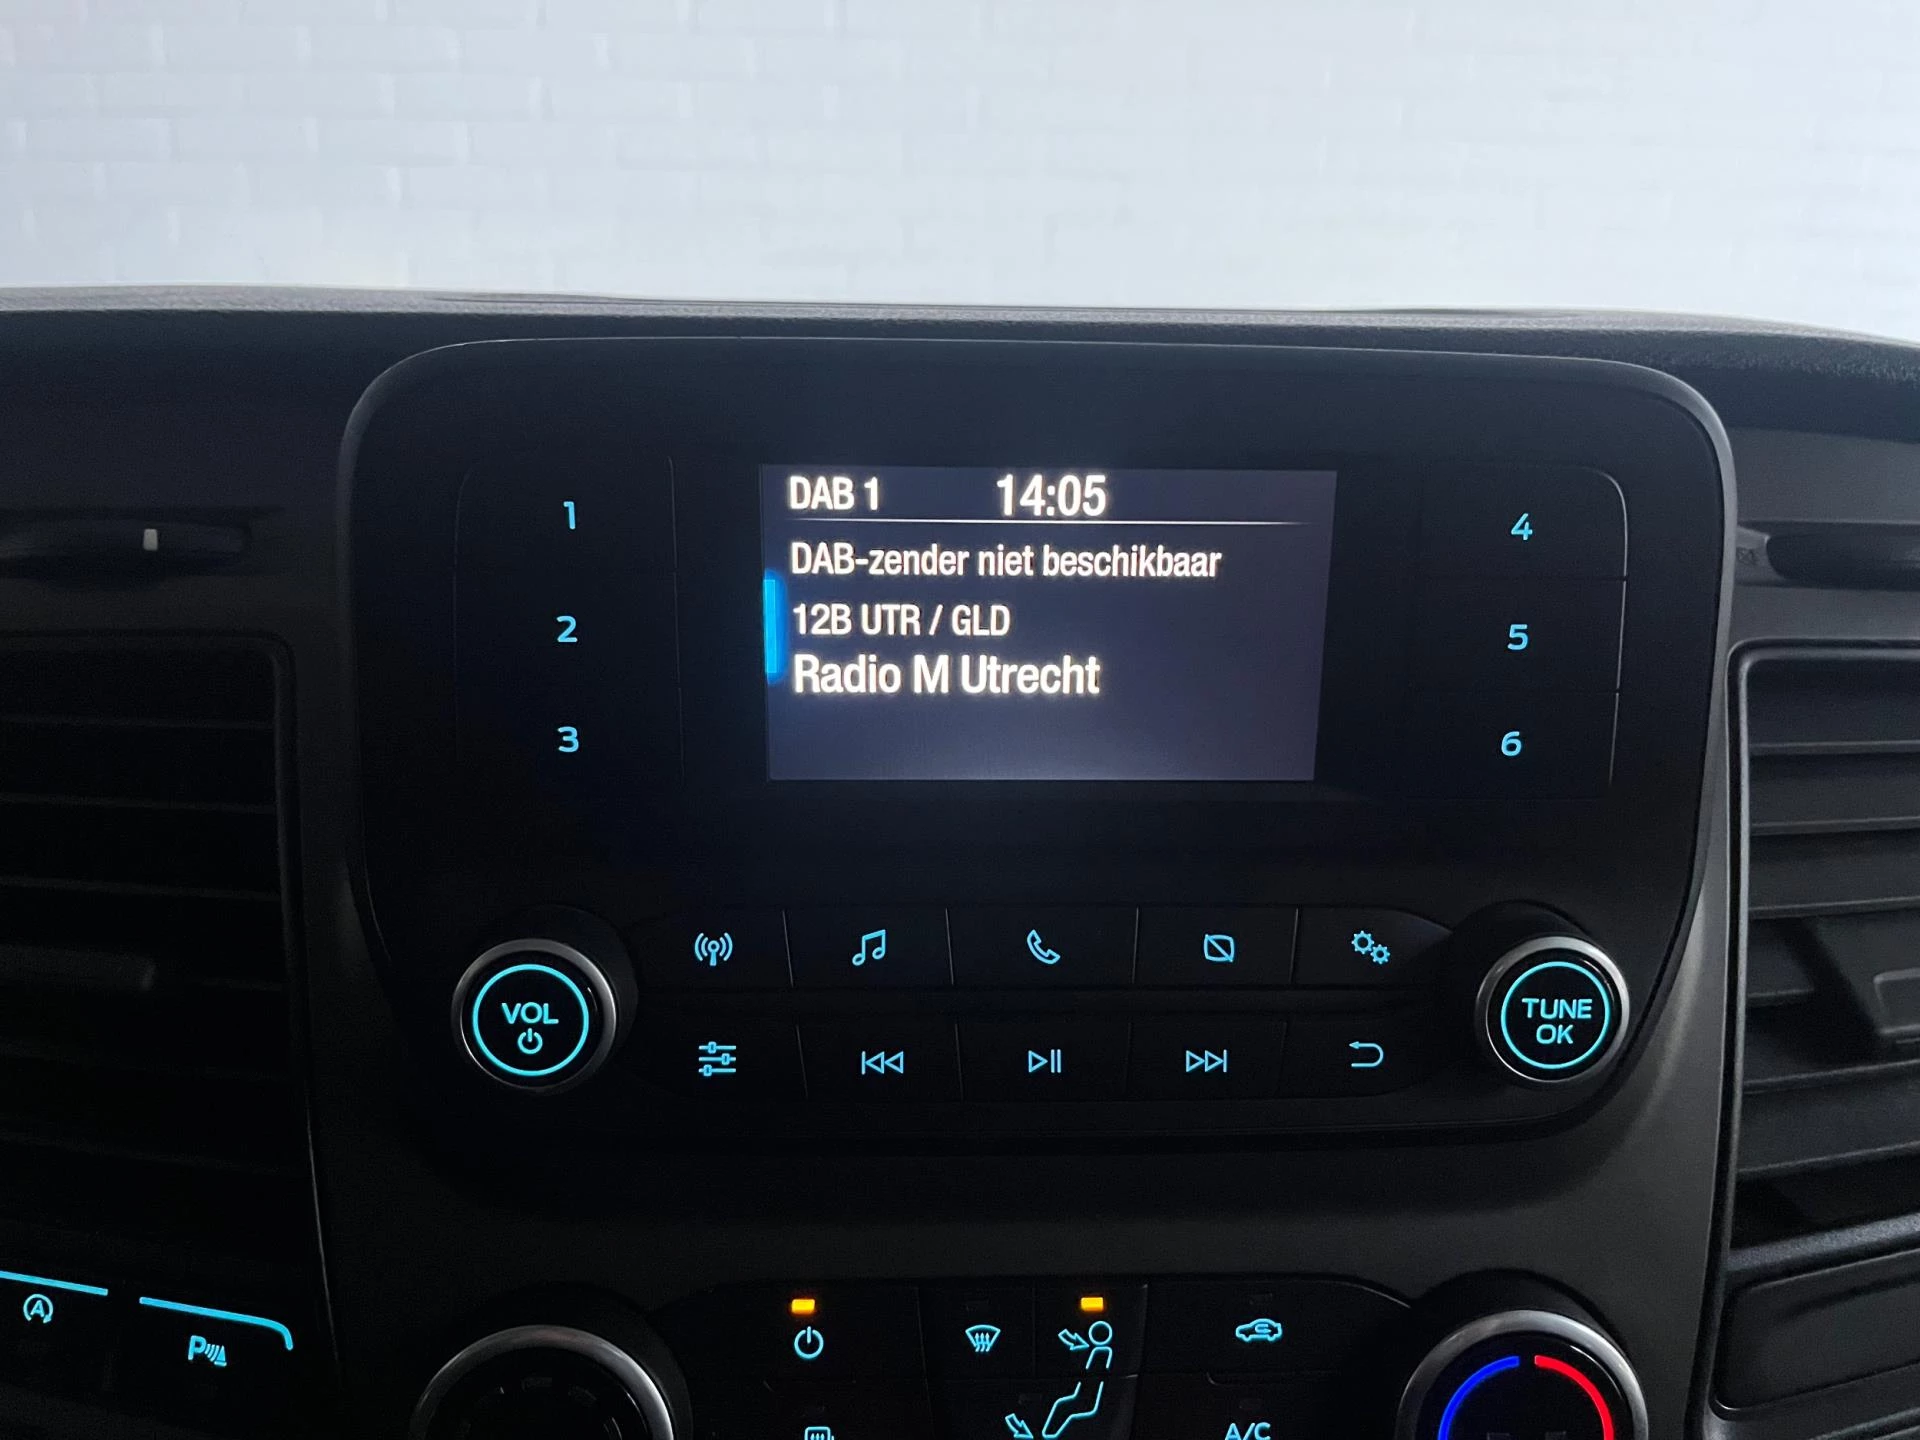 DAB 1 14:05
DAB-zender niet beschikbaar
12B UTR / GLD
Radio M Utrecht
1
2
3
4
5
6
VOL
TUNE
OK
A
P
A/C